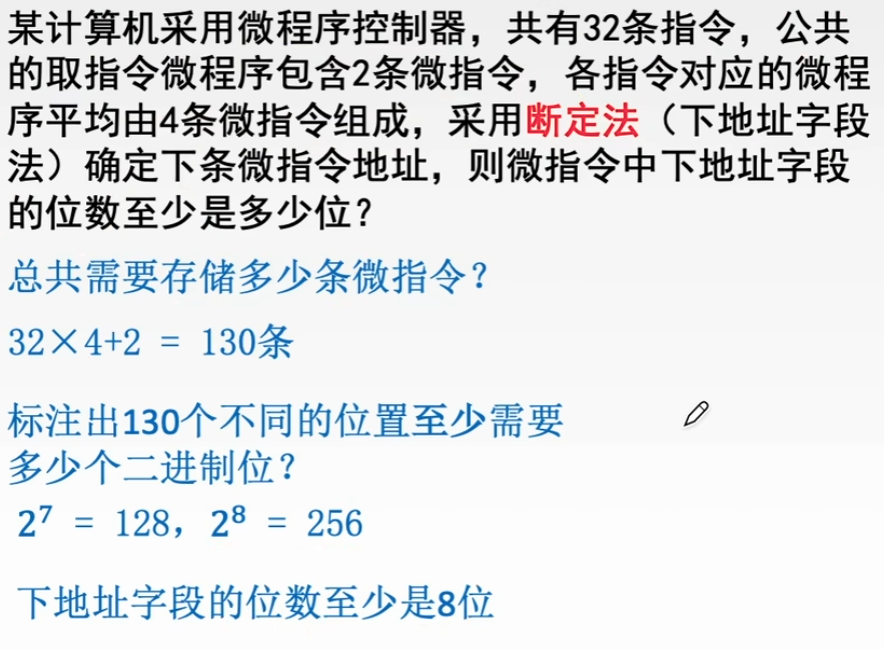 某计算机采用微程序控制器，共有32条指令，公共
的取指令微程序包含2条微指令，各指令对应的微程
序平均由4条微指令组成，采用断定法（下地址字段
法）确定下条微指令地址，则微指令中下地址字段
的位数至少是多少位？
总共需要存储多少条微指令？
32×4+2 = 130条
标注出130个不同的位置至少需要
多少个二进制位？
2⁷ = 128，2⁸ = 256
下地址字段的位数至少是8位